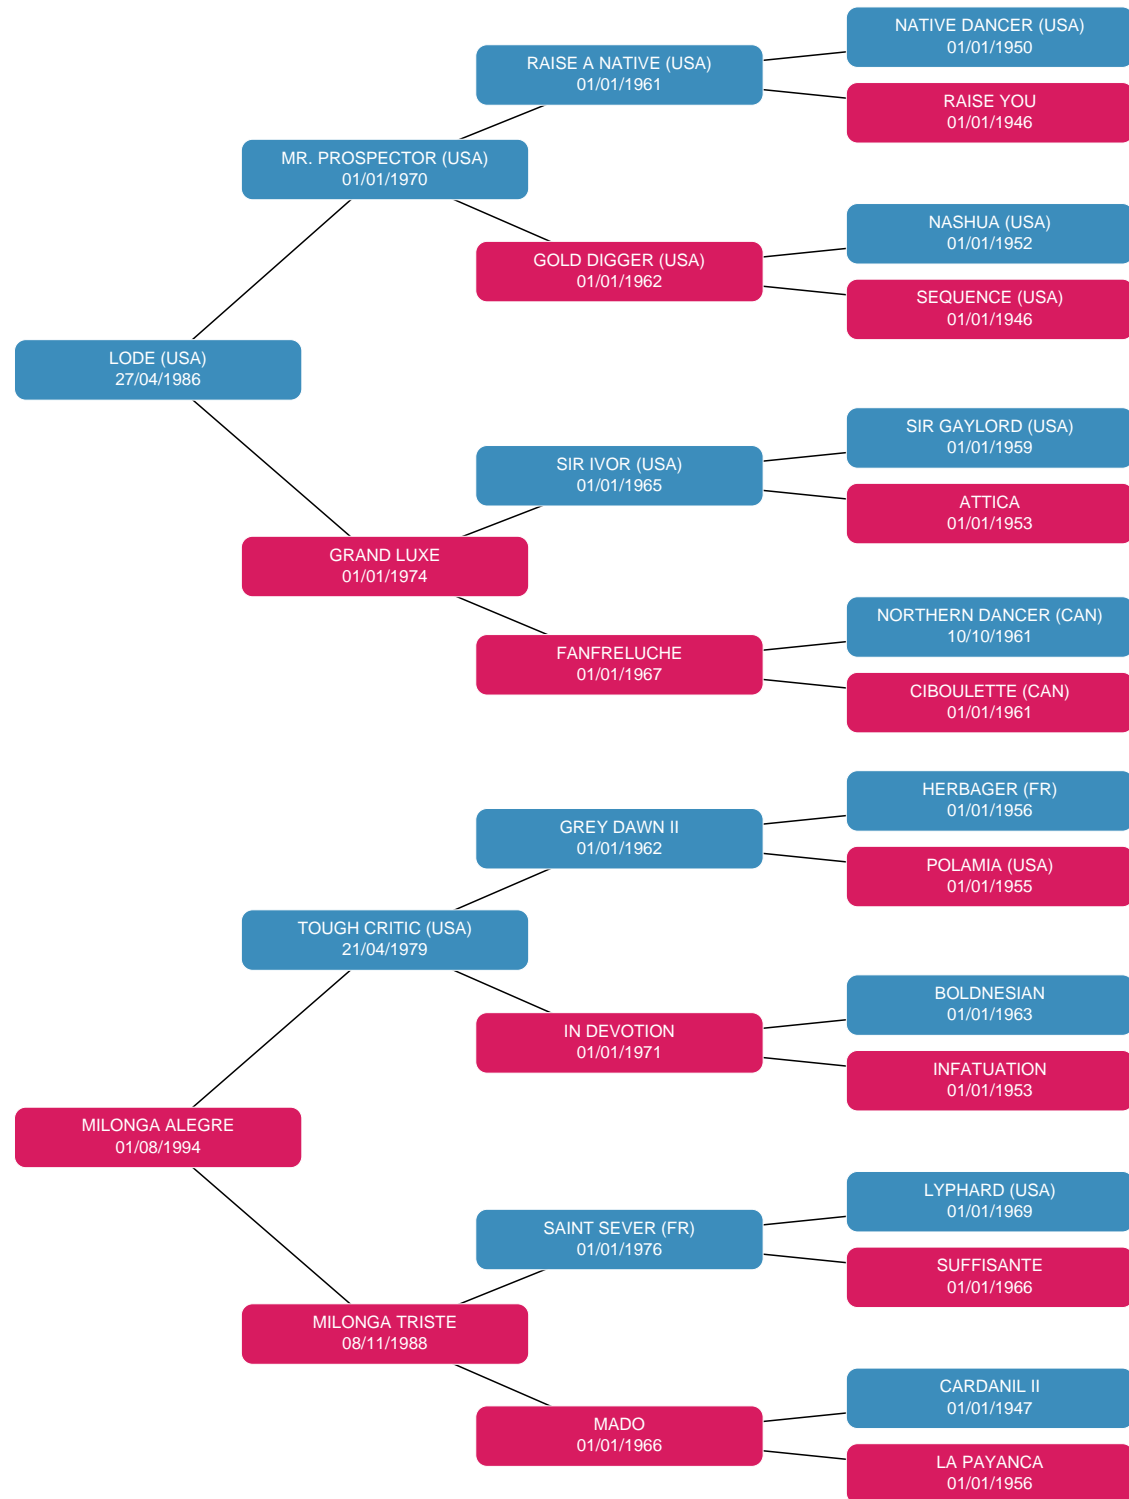 NATIVE DANCER (USA)
01/01/1950
RAISE A NATIVE (USA)
01/01/1961
RAISE YOU
01/01/1946
MR. PROSPECTOR (USA)
01/01/1970
NASHUA (USA)
01/01/1952
GOLD DIGGER (USA)
01/01/1962
SEQUENCE (USA)
01/01/1946
LODE (USA)
27/04/1986
SIR GAYLORD (USA)
01/01/1959
SIR IVOR (USA)
01/01/1965
ATTICA
01/01/1953
GRAND LUXE
01/01/1974
NORTHERN DANCER (CAN)
10/10/1961
FANFRELUCHE
01/01/1967
CIBOULETTE (CAN)
01/01/1961
HERBAGER (FR)
01/01/1956
GREY DAWN II
01/01/1962
POLAMIA (USA)
01/01/1955
TOUGH CRITIC (USA)
21/04/1979
BOLDNESIAN
01/01/1963
IN DEVOTION
01/01/1971
INFATUATION
01/01/1953
MILONGA ALEGRE
01/08/1994
LYPHARD (USA)
01/01/1969
SAINT SEVER (FR)
01/01/1976
SUFFISANTE
01/01/1966
MILONGA TRISTE
08/11/1988
CARDANIL II
01/01/1947
MADO
01/01/1966
LA PAYANCA
01/01/1956